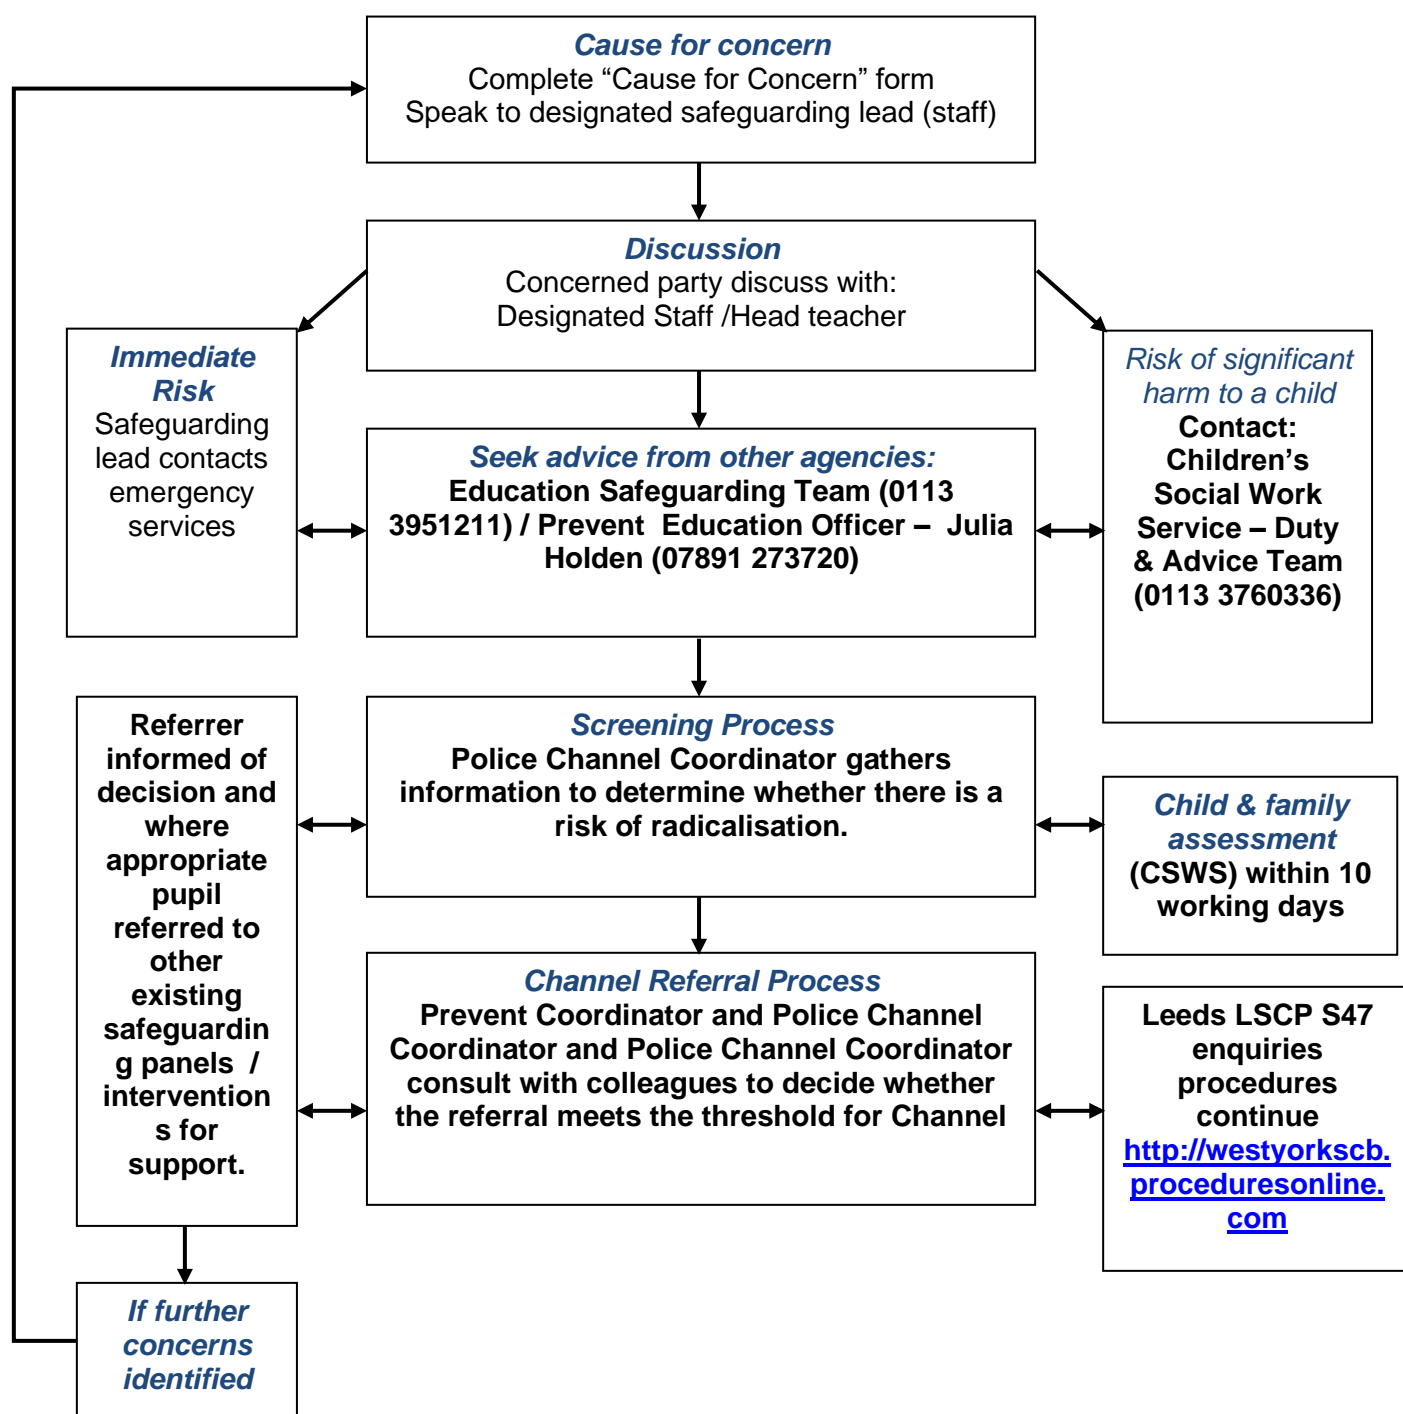 Cause for concern
Complete “Cause for Concern” form
Speak to designated safeguarding lead (staff)
Discussion
Concerned party discuss with:
Designated Staff /Head teacher
Immediate
Risk
Safeguarding
lead contacts
emergency
services
Seek advice from other agencies:
Education Safeguarding Team (0113
3951211) / Prevent  Education Officer –  Julia
Holden (07891 273720)
Risk of significant
harm to a child
Contact:
Children’s
Social Work
Service – Duty
& Advice Team
(0113 3760336)
Referrer
informed of
decision and
where
appropriate
pupil
referred to
other
existing
safeguardin
g panels  /
intervention
s for
support.
Screening Process
Police Channel Coordinator gathers
information to determine whether there is a
risk of radicalisation.
Child & family
assessment
(CSWS) within 10
working days
Channel Referral Process
Prevent Coordinator and Police Channel
Coordinator and Police Channel Coordinator
consult with colleagues to decide whether
the referral meets the threshold for Channel
Leeds LSCP S47
enquiries
procedures
continue
http://westyorkscb.
proceduresonline.
com
If further
concerns
identified